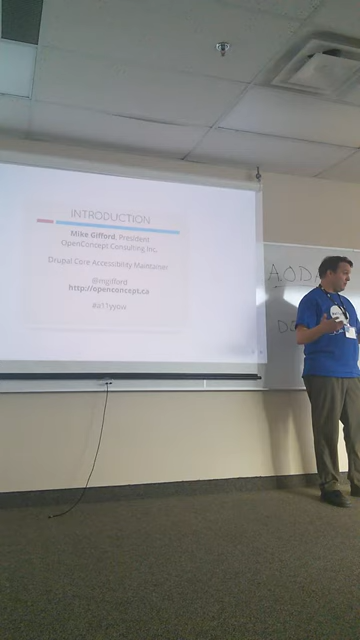 INTRODUCTION
Mike Gifford, President
OpenConcept Consulting Inc.
Drupal Core Accessibility Maintainer
@mgifford
http://openconcept.ca
#a11yyow
AODA